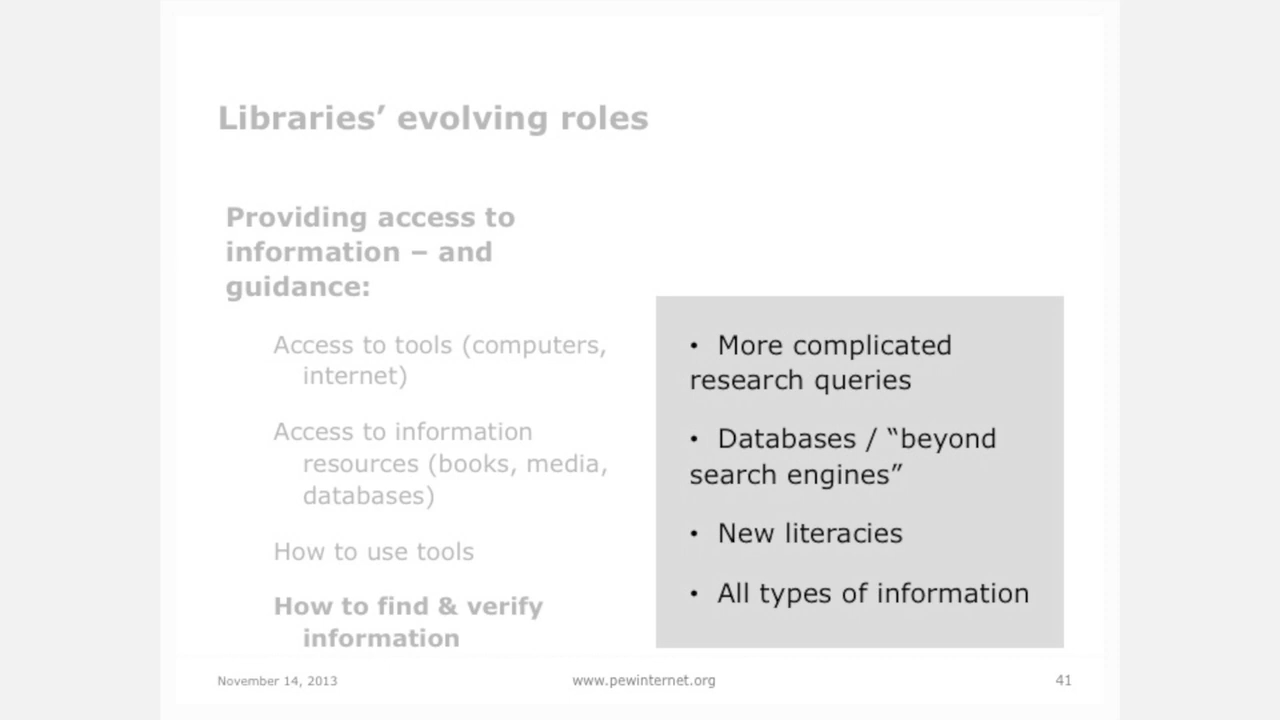 Libraries’ evolving roles
Providing access to
information – and
guidance:
Access to tools (computers,
internet)
Access to information
resources (books, media,
databases)
How to use tools
How to find & verify
information
• More complicated
research queries
• Databases / “beyond
search engines”
• New literacies
• All types of information
November 14, 2013
www.pewinternet.org
41